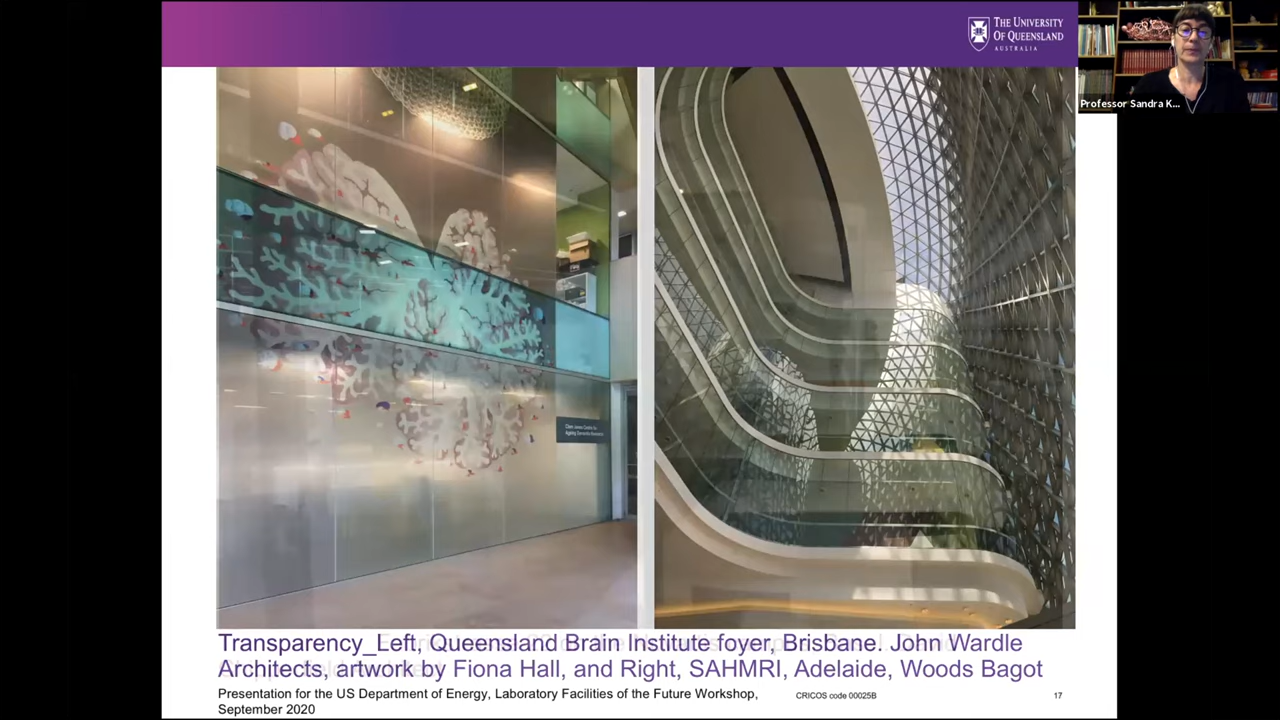 THE UNIVERSITY
OF QUEENSLAND
AUSTRALIA
Professor Sandra K...
Transparency_Left, Queensland Brain Institute foyer, Brisbane. John Wardle
Architects, artwork by Fiona Hall, and Right, SAHMRI, Adelaide, Woods Bagot
Presentation for the US Department of Energy, Laboratory Facilities of the Future Workshop,
September 2020
CRICOS code 00025B
17